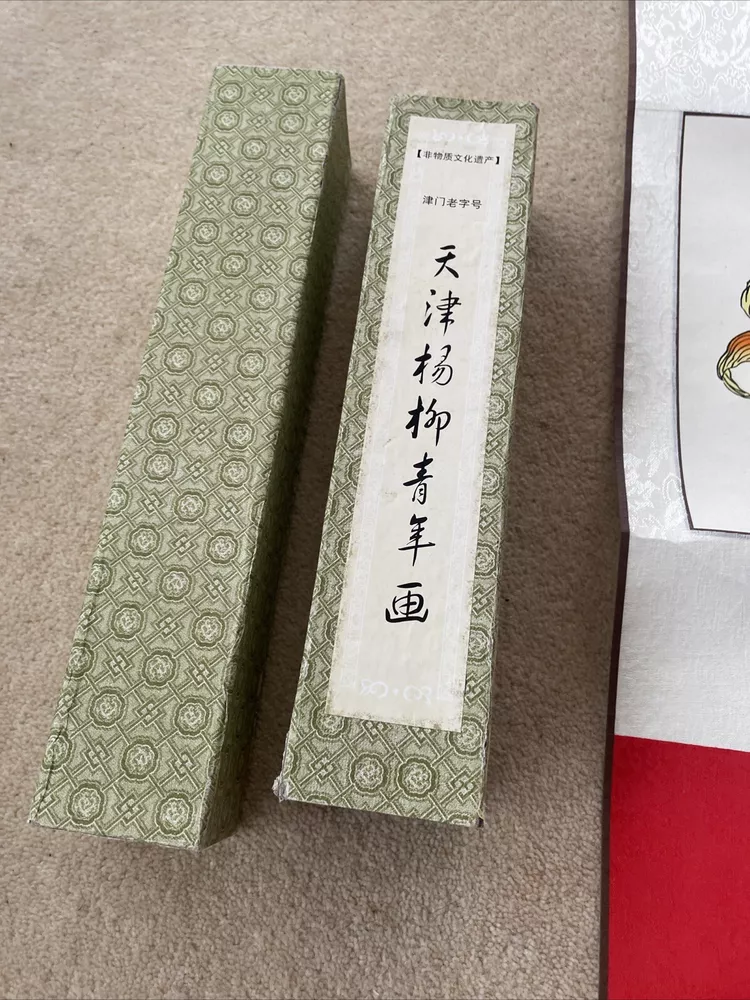 【非物质文化遗产】
津门老字号
天津杨柳青年画